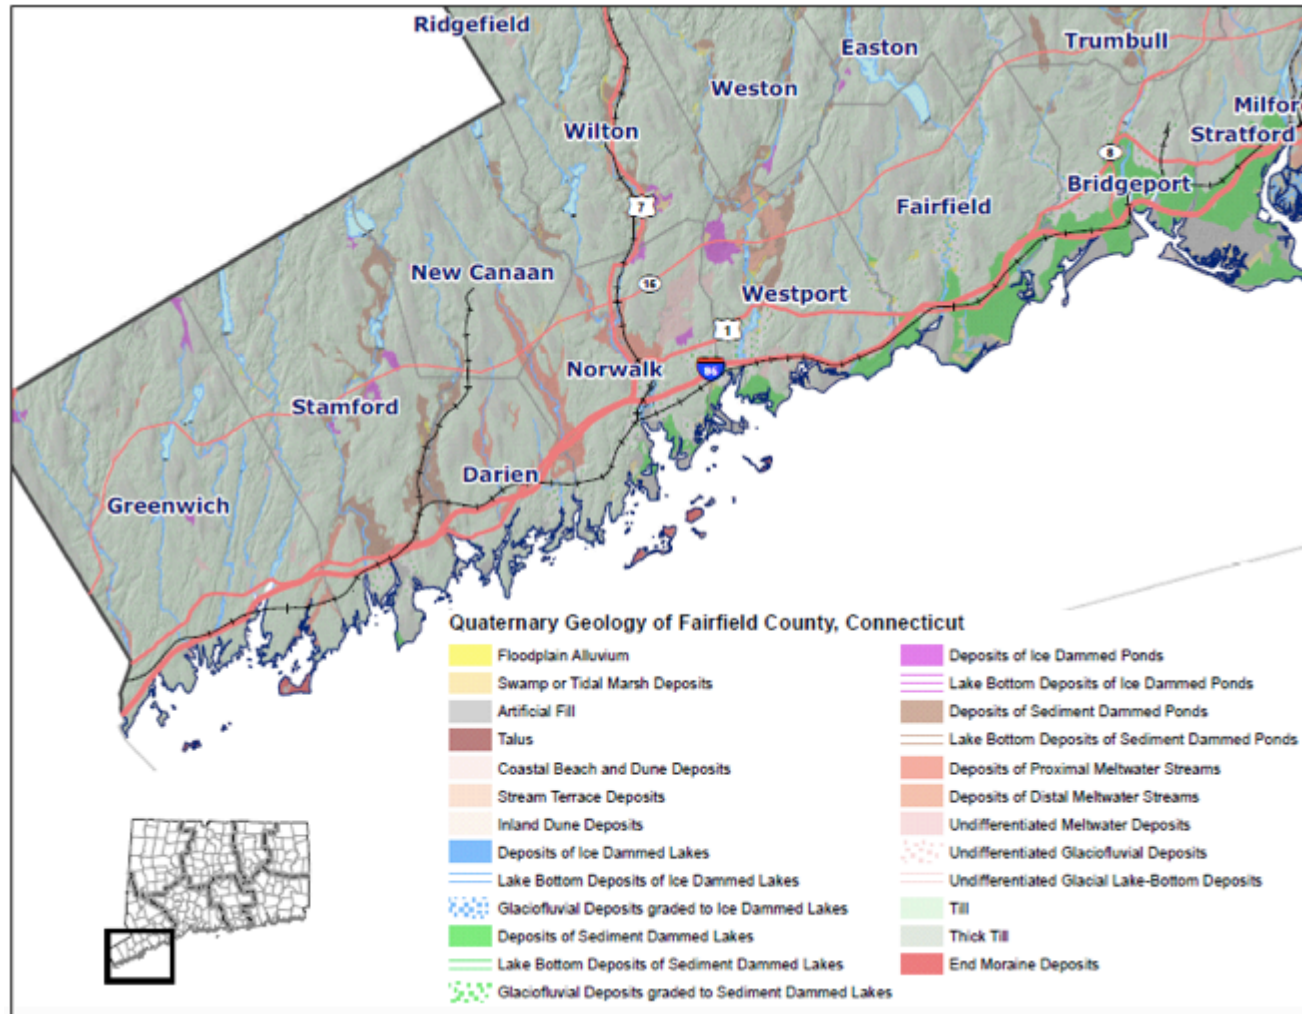 Ridgefield
Easton
Trumbull
Weston
Milfor
Wilton
Stratford
8
Bridgeport
7
Fairfield
New Canaan
15
Westport
1
Norwalk
95
Stamford
Darien
Greenwich
Quaternary Geology of Fairfield County, Connecticut
Floodplain Alluvium
Swamp or Tidal Marsh Deposits
Artificial Fill
Talus
Coastal Beach and Dune Deposits
Stream Terrace Deposits
Inland Dune Deposits
Deposits of Ice Dammed Lakes
Lake Bottom Deposits of Ice Dammed Lakes
Glaciofluvial Deposits graded to Ice Dammed Lakes
Deposits of Sediment Dammed Lakes
Lake Bottom Deposits of Sediment Dammed Lakes
Glaciofluvial Deposits graded to Sediment Dammed Lakes
Deposits of Ice Dammed Ponds
Lake Bottom Deposits of Ice Dammed Ponds
Deposits of Sediment Dammed Ponds
Lake Bottom Deposits of Sediment Dammed Ponds
Deposits of Proximal Meltwater Streams
Deposits of Distal Meltwater Streams
Undifferentiated Meltwater Deposits
Undifferentiated Glaciofluvial Deposits
Undifferentiated Glacial Lake-Bottom Deposits
Till
Thick Till
End Moraine Deposits